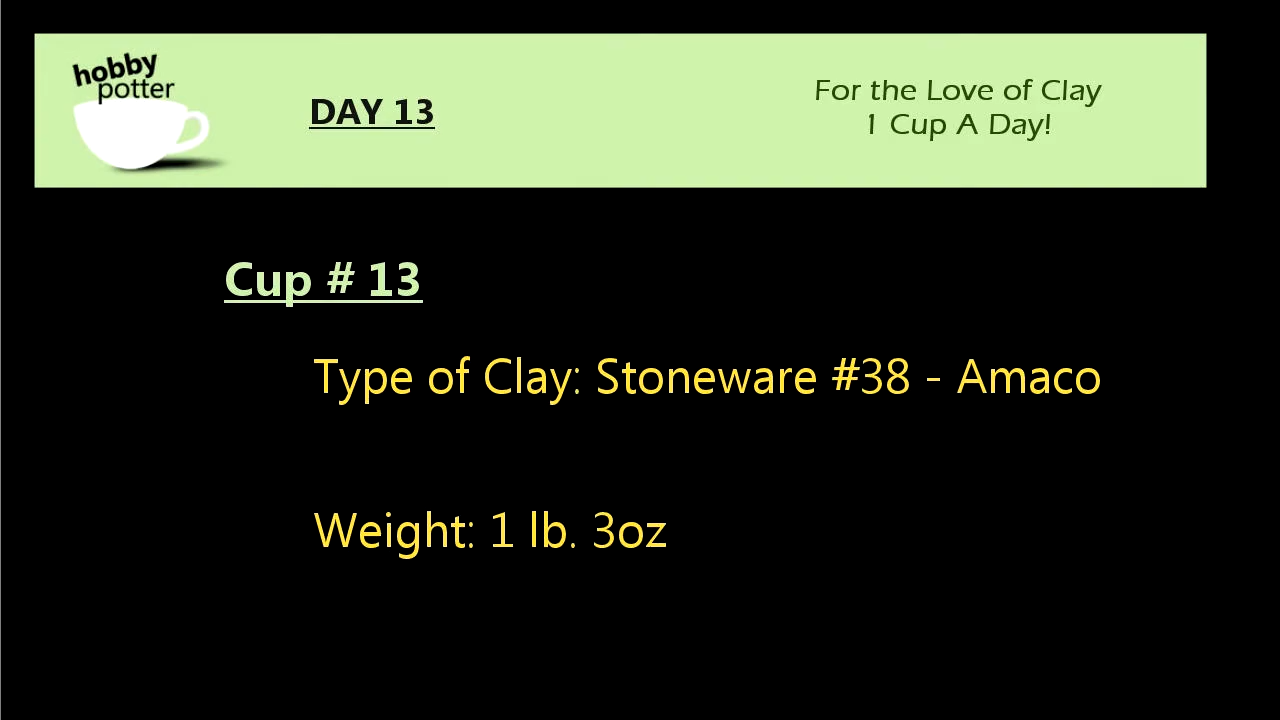 hobby
potter
DAY 13
For the Love of Clay
1 Cup A Day!
Cup # 13
Type of Clay: Stoneware #38 - Amaco
Weight: 1 lb. 3oz